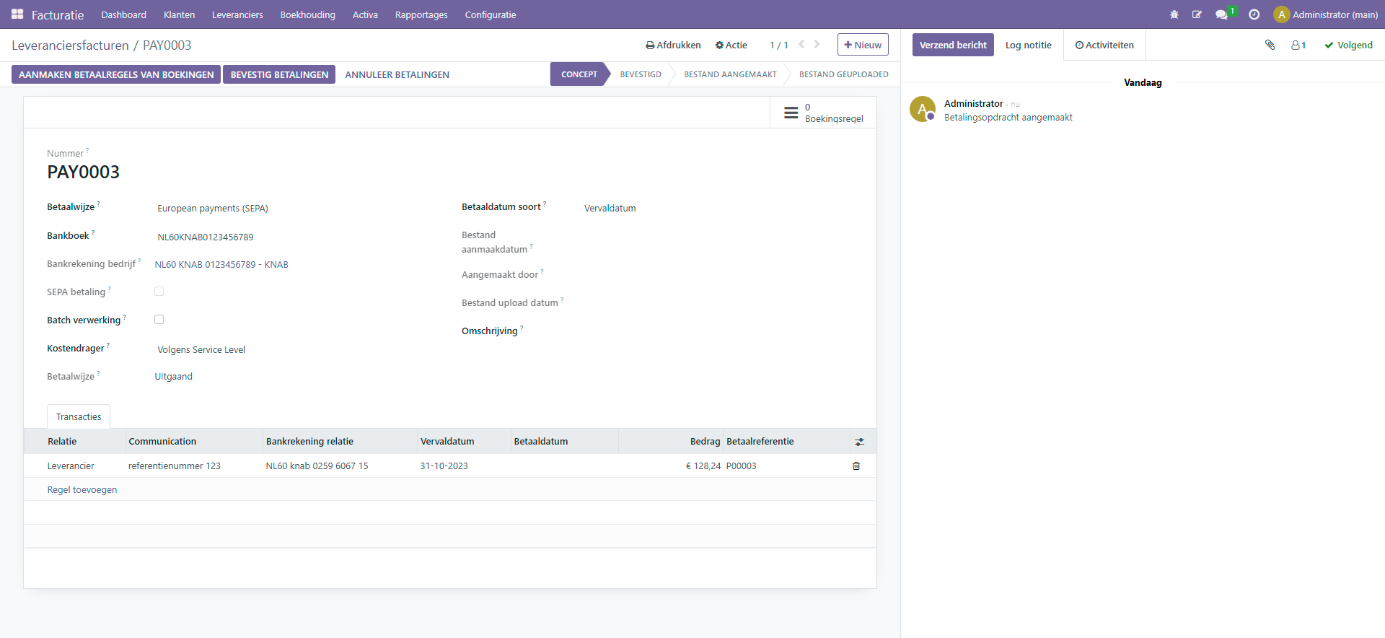 Facturatie Dashboard Klanten Leveranciers Boekhouding Activa Rapportages Configuratie 1 A Administrator (main)
Leveranciersfacturen / PAY0003 Afdrukken Actie 1 / 1 Nieuw
Verzend bericht Log notitie Activiteiten 1 Volgend
AANMAKEN BETAALREGELS VAN BOEKINGEN BEVESTIG BETALINGEN ANNULEER BETALINGEN CONCEPT BEVESTIGD BESTAND AANGEMAAKT BESTAND GEUPLOADED
Vandaag
A Administrator - nu
Betalingsopdracht aangemaakt
0
Boekingsregel
Nummer ?
PAY0003
Betaalwijze ? European payments (SEPA)
Bankboek ? NL60KNAB0123456789
Bankrekening bedrijf ? NL60 KNAB 0123456789 - KNAB
SEPA betaling ?
Batch verwerking ?
Kostendrager ? Volgens Service Level
Betaalwijze ? Uitgaand
Betaaldatum soort ? Vervaldatum
Bestand
aanmaakdatum ?
Aangemaakt door ?
Bestand upload datum ?
Omschrijving ?
Transacties
Relatie Communication Bankrekening relatie Vervaldatum Betaaldatum Bedrag Betaalreferentie
Leverancier referentienummer 123 NL60 knab 0259 6067 15 31-10-2023 € 128,24 P00003
Regel toevoegen